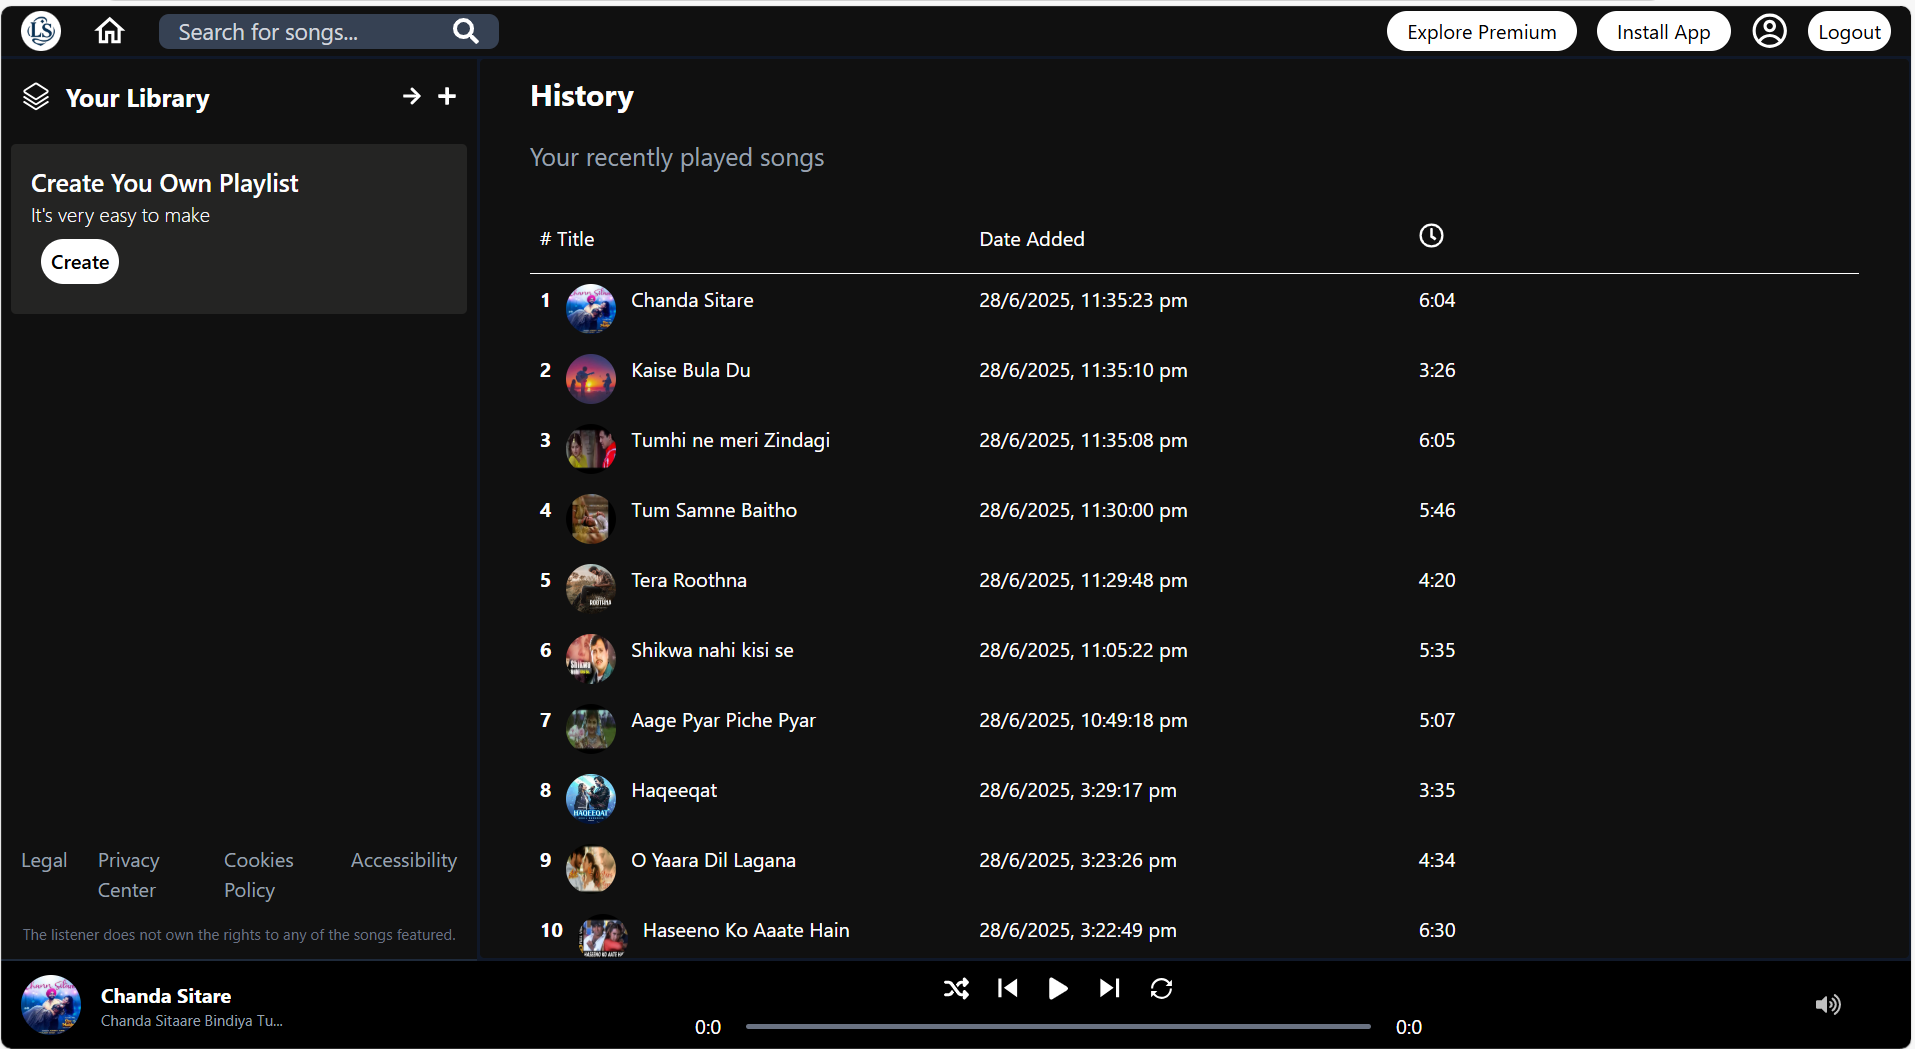 LS
Search for songs...
Explore Premium
Install App
Logout
Your Library
Create You Own Playlist
It's very easy to make
Create
Legal
Privacy Center
Cookies Policy
Accessibility
The listener does not own the rights to any of the songs featured.
History
Your recently played songs
# Title Date Added
1 Chanda Sitare 28/6/2025, 11:35:23 pm 6:04
2 Kaise Bula Du 28/6/2025, 11:35:10 pm 3:26
3 Tumhi ne meri Zindagi 28/6/2025, 11:35:08 pm 6:05
4 Tum Samne Baitho 28/6/2025, 11:30:00 pm 5:46
5 Tera Roothna 28/6/2025, 11:29:48 pm 4:20
6 Shikwa nahi kisi se 28/6/2025, 11:05:22 pm 5:35
7 Aage Pyar Piche Pyar 28/6/2025, 10:49:18 pm 5:07
8 Haqeeqat 28/6/2025, 3:29:17 pm 3:35
HAQEEQAT
9 O Yaara Dil Lagana 28/6/2025, 3:23:26 pm 4:34
10 Haseeno Ko Aaate Hain 28/6/2025, 3:22:49 pm 6:30
Chanda Sitare
Chanda Sitaare Bindiya Tu...
0:0
0:0